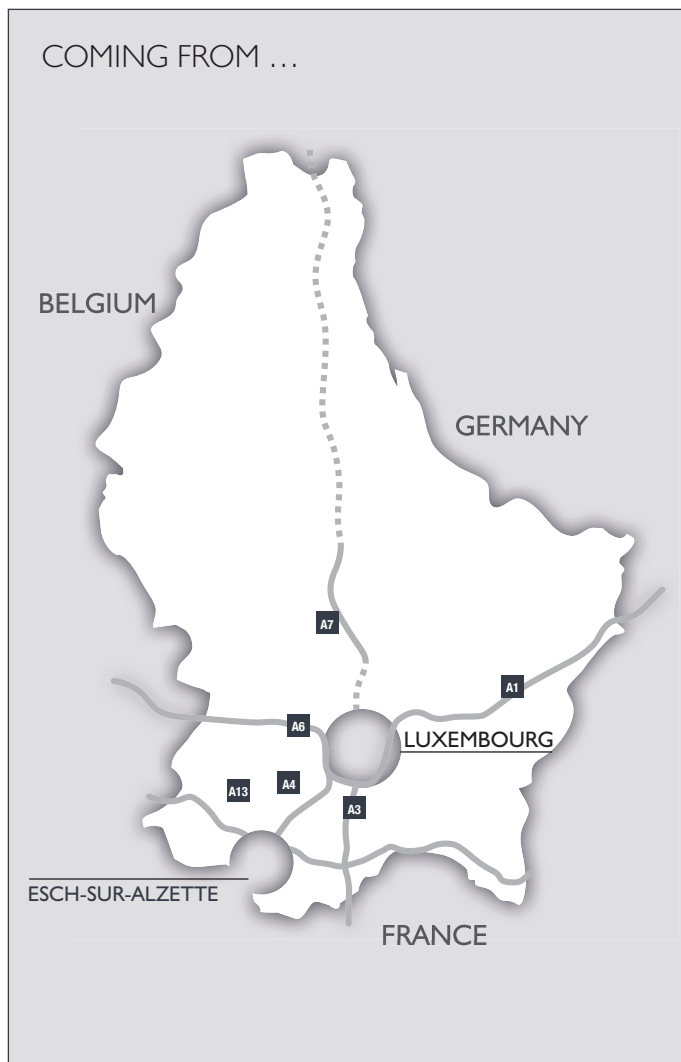 COMING FROM …
BELGIUM
GERMANY
A7
A1
A6
LUXEMBOURG
A4
A13
A3
ESCH-SUR-ALZETTE
FRANCE